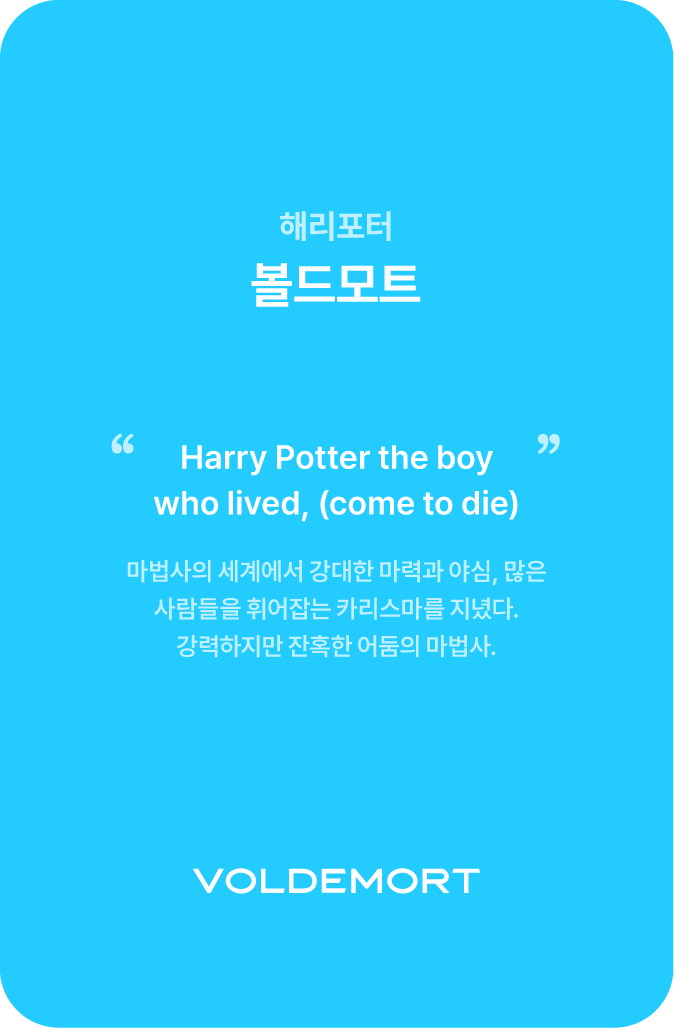 해리포터
볼드모트
“ Harry Potter the boy ”
who lived, (come to die)
마법사의 세계에서 강대한 마력과 야심, 많은
사람들을 휘어잡는 카리스마를 지녔다.
강력하지만 잔혹한 어둠의 마법사.
VOLDEMORT